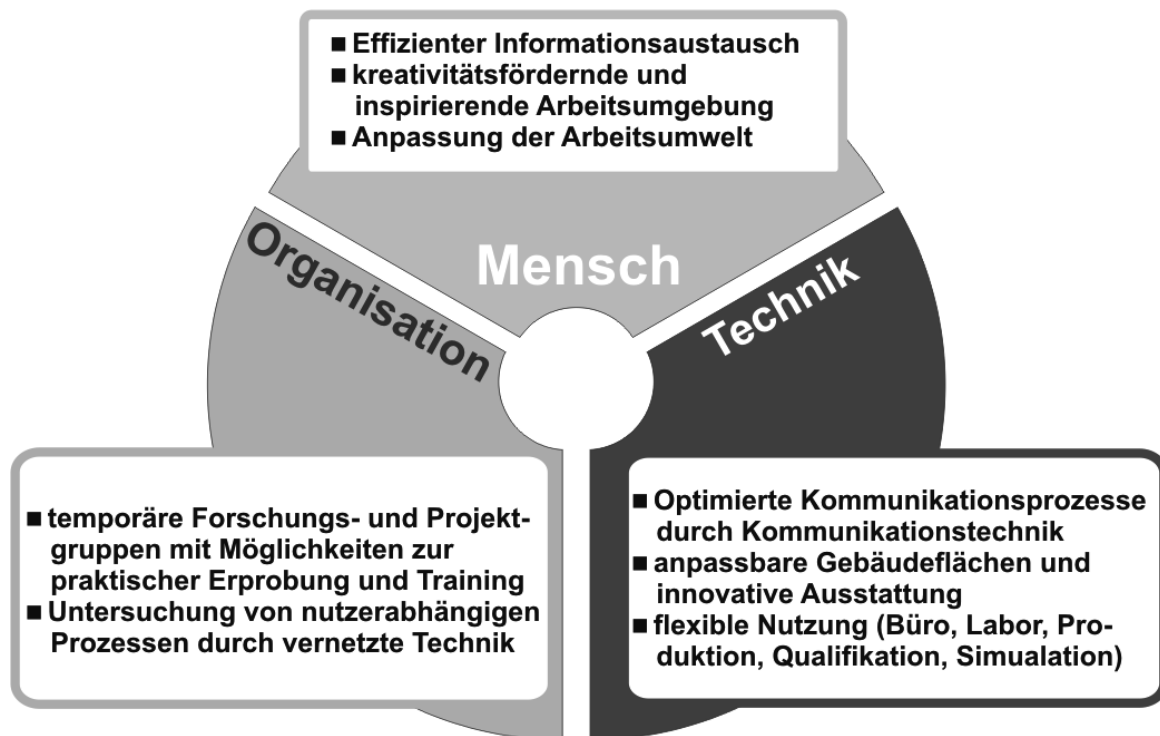 ■ Effizienter Informationsaustausch
■ kreativitätsfördernde und
inspirierende Arbeitsumgebung
■ Anpassung der Arbeitsumwelt
Mensch
Organisation
Technik
■ temporäre Forschungs- und Projekt-
gruppen mit Möglichkeiten zur
praktischer Erprobung und Training
■ Untersuchung von nutzerabhängigen
Prozessen durch vernetzte Technik
■ Optimierte Kommunikationsprozesse
durch Kommunikationstechnik
■ anpassbare Gebäudeflächen und
innovative Ausstattung
■ flexible Nutzung (Büro, Labor, Pro-
duktion, Qualifikation, Simualation)